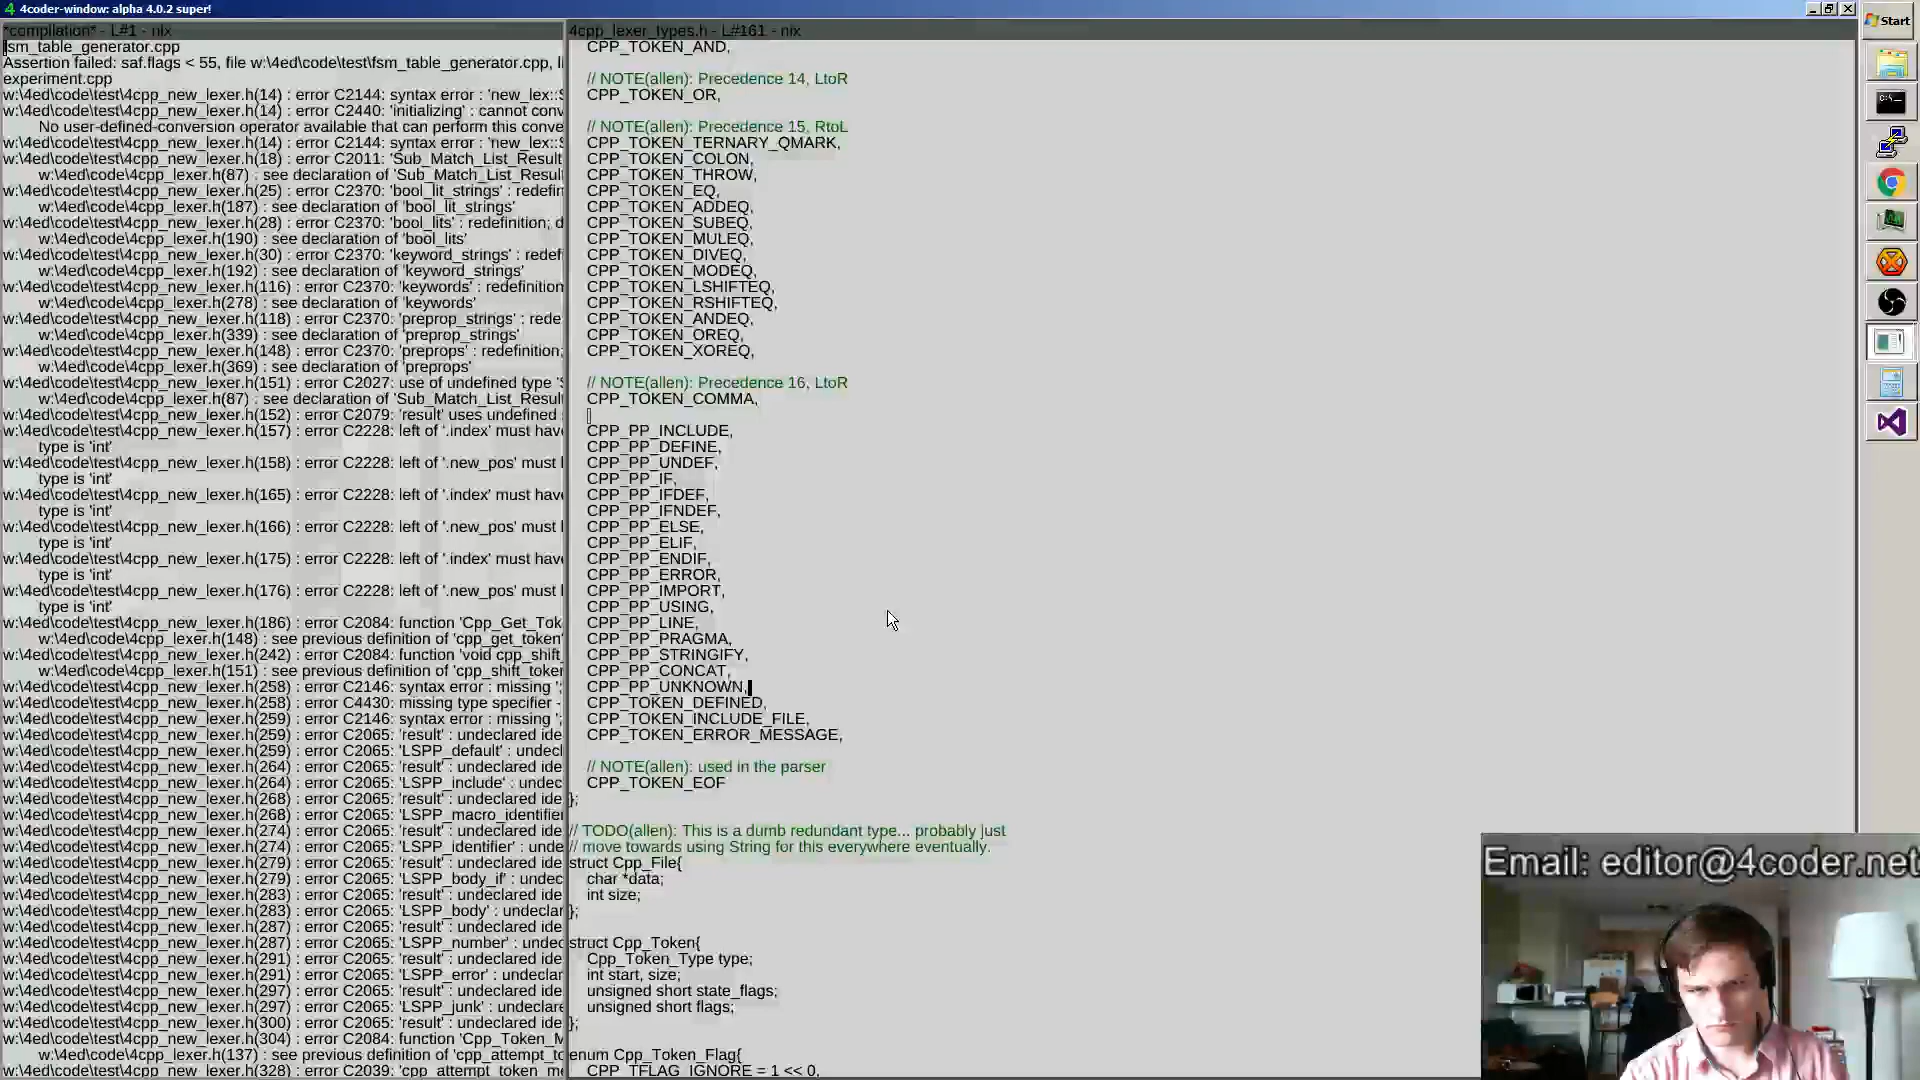 4coder-window: alpha 4.0.2 super!
Start
*compilation* - L#1 - nix
fsm_table_generator.cpp
Assertion failed: saf.flags < 55, file w:\4ed\code\test\fsm_table_generator.cpp, li
experiment.cpp
w:\4ed\code\test\4cpp_new_lexer.h(14) : error C2144: syntax error : 'new_lex::S
w:\4ed\code\test\4cpp_new_lexer.h(14) : error C2440: 'initializing' : cannot conv
No user-defined-conversion operator available that can perform this conve
w:\4ed\code\test\4cpp_new_lexer.h(14) : error C2144: syntax error : 'new_lex::S
w:\4ed\code\test\4cpp_new_lexer.h(18) : error C2011: 'Sub_Match_List_Result
w:\4ed\code\4cpp_lexer.h(87) : see declaration of 'Sub_Match_List_Resul
w:\4ed\code\test\4cpp_new_lexer.h(25) : error C2370: 'bool_lit_strings' : redefin
w:\4ed\code\4cpp_lexer.h(187) : see declaration of 'bool_lit_strings'
w:\4ed\code\test\4cpp_new_lexer.h(28) : error C2370: 'bool_lits' : redefinition; d
w:\4ed\code\4cpp_lexer.h(190) : see declaration of 'bool_lits'
w:\4ed\code\test\4cpp_new_lexer.h(30) : error C2370: 'keyword_strings' : redef
w:\4ed\code\4cpp_lexer.h(192) : see declaration of 'keyword_strings'
w:\4ed\code\test\4cpp_new_lexer.h(116) : error C2370: 'keywords' : redefinition
w:\4ed\code\4cpp_lexer.h(278) : see declaration of 'keywords'
w:\4ed\code\test\4cpp_new_lexer.h(118) : error C2370: 'preprop_strings' : rede
w:\4ed\code\4cpp_lexer.h(339) : see declaration of 'preprop_strings'
w:\4ed\code\test\4cpp_new_lexer.h(148) : error C2370: 'preprops' : redefinition;
w:\4ed\code\4cpp_lexer.h(369) : see declaration of 'preprops'
w:\4ed\code\test\4cpp_new_lexer.h(151) : error C2027: use of undefined type 'S
w:\4ed\code\4cpp_lexer.h(87) : see declaration of 'Sub_Match_List_Resul
w:\4ed\code\test\4cpp_new_lexer.h(152) : error C2079: 'result' uses undefined
w:\4ed\code\test\4cpp_new_lexer.h(157) : error C2228: left of '.index' must have
type is 'int'
w:\4ed\code\test\4cpp_new_lexer.h(158) : error C2228: left of '.new_pos' must h
type is 'int'
w:\4ed\code\test\4cpp_new_lexer.h(165) : error C2228: left of '.index' must have
type is 'int'
w:\4ed\code\test\4cpp_new_lexer.h(166) : error C2228: left of '.new_pos' must h
type is 'int'
w:\4ed\code\test\4cpp_new_lexer.h(175) : error C2228: left of '.index' must have
type is 'int'
w:\4ed\code\test\4cpp_new_lexer.h(176) : error C2228: left of '.new_pos' must h
type is 'int'
w:\4ed\code\test\4cpp_new_lexer.h(186) : error C2084: function 'Cpp_Get_Tok
w:\4ed\code\4cpp_lexer.h(148) : see previous definition of 'cpp_get_token'
w:\4ed\code\test\4cpp_new_lexer.h(242) : error C2084: function 'void cpp_shift_
w:\4ed\code\4cpp_lexer.h(151) : see previous definition of 'cpp_shift_token
w:\4ed\code\test\4cpp_new_lexer.h(258) : error C2146: syntax error : missing ';
w:\4ed\code\test\4cpp_new_lexer.h(258) : error C4430: missing type specifier -
w:\4ed\code\test\4cpp_new_lexer.h(259) : error C2146: syntax error : missing ';
w:\4ed\code\test\4cpp_new_lexer.h(259) : error C2065: 'result' : undeclared ide
w:\4ed\code\test\4cpp_new_lexer.h(259) : error C2065: 'LSPP_default' : undecl
w:\4ed\code\test\4cpp_new_lexer.h(264) : error C2065: 'result' : undeclared ide
w:\4ed\code\test\4cpp_new_lexer.h(264) : error C2065: 'LSPP_include' : undec
w:\4ed\code\test\4cpp_new_lexer.h(268) : error C2065: 'result' : undeclared ide
w:\4ed\code\test\4cpp_new_lexer.h(268) : error C2065: 'LSPP_macro_identifier
w:\4ed\code\test\4cpp_new_lexer.h(274) : error C2065: 'result' : undeclared ide
w:\4ed\code\test\4cpp_new_lexer.h(274) : error C2065: 'LSPP_identifier' : unde
w:\4ed\code\test\4cpp_new_lexer.h(279) : error C2065: 'result' : undeclared ide
w:\4ed\code\test\4cpp_new_lexer.h(279) : error C2065: 'LSPP_body_if' : undec
w:\4ed\code\test\4cpp_new_lexer.h(283) : error C2065: 'result' : undeclared ide
w:\4ed\code\test\4cpp_new_lexer.h(283) : error C2065: 'LSPP_body' : undeclar
w:\4ed\code\test\4cpp_new_lexer.h(287) : error C2065: 'result' : undeclared ide
w:\4ed\code\test\4cpp_new_lexer.h(287) : error C2065: 'LSPP_number' : undec
w:\4ed\code\test\4cpp_new_lexer.h(291) : error C2065: 'result' : undeclared ide
w:\4ed\code\test\4cpp_new_lexer.h(291) : error C2065: 'LSPP_error' : undeclar
w:\4ed\code\test\4cpp_new_lexer.h(297) : error C2065: 'result' : undeclared ide
w:\4ed\code\test\4cpp_new_lexer.h(297) : error C2065: 'LSPP_junk' : undeclare
w:\4ed\code\test\4cpp_new_lexer.h(300) : error C2065: 'result' : undeclared ide
w:\4ed\code\test\4cpp_new_lexer.h(304) : error C2084: function 'Cpp_Token_M
w:\4ed\code\4cpp_lexer.h(137) : see previous definition of 'cpp_attempt_to
w:\4ed\code\test\4cpp_new_lexer.h(328) : error C2039: 'cpp_attempt_token_me
4cpp_lexer_types.h - L#161 - nix
CPP_TOKEN_AND,
// NOTE(allen): Precedence 14, LtoR
CPP_TOKEN_OR,
// NOTE(allen): Precedence 15, RtoL
CPP_TOKEN_TERNARY_QMARK,
CPP_TOKEN_COLON,
CPP_TOKEN_THROW,
CPP_TOKEN_EQ,
CPP_TOKEN_ADDEQ,
CPP_TOKEN_SUBEQ,
CPP_TOKEN_MULEQ,
CPP_TOKEN_DIVEQ,
CPP_TOKEN_MODEQ,
CPP_TOKEN_LSHIFTEQ,
CPP_TOKEN_RSHIFTEQ,
CPP_TOKEN_ANDEQ,
CPP_TOKEN_OREQ,
CPP_TOKEN_XOREQ,
// NOTE(allen): Precedence 16, LtoR
CPP_TOKEN_COMMA,
CPP_PP_INCLUDE,
CPP_PP_DEFINE,
CPP_PP_UNDEF,
CPP_PP_IF,
CPP_PP_IFDEF,
CPP_PP_IFNDEF,
CPP_PP_ELSE,
CPP_PP_ELIF,
CPP_PP_ENDIF,
CPP_PP_ERROR,
CPP_PP_IMPORT,
CPP_PP_USING,
CPP_PP_LINE,
CPP_PP_PRAGMA,
CPP_PP_STRINGIFY,
CPP_PP_CONCAT,
CPP_PP_UNKNOWN,
CPP_TOKEN_DEFINED,
CPP_TOKEN_INCLUDE_FILE,
CPP_TOKEN_ERROR_MESSAGE,
// NOTE(allen): used in the parser
CPP_TOKEN_EOF
};
// TODO(allen): This is a dumb redundant type... probably just
// move towards using String for this everywhere eventually.
struct Cpp_File{
char *data;
int size;
};
struct Cpp_Token{
Cpp_Token_Type type;
int start, size;
unsigned short state_flags;
unsigned short flags;
};
enum Cpp_Token_Flag{
CPP_TFLAG_IGNORE = 1 << 0,
Email: editor@4coder.net